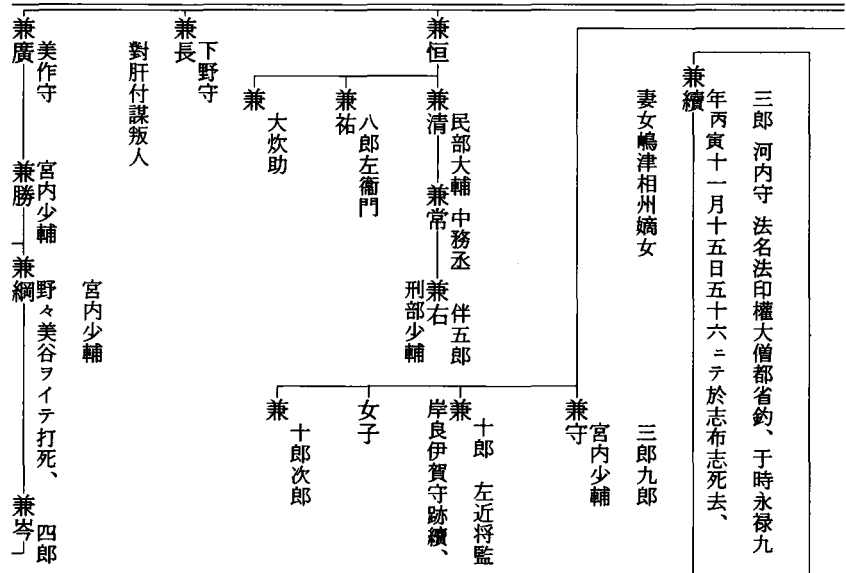 兼續
三郎 河内守 法名法印權大僧都省釣、于時永禄九
年丙寅十一月十五日五十六ニテ於志布志死去、
妻女嶋津相州嫡女
三郎九郎
宮内少輔
兼守
十郎 左近将監
兼
岸良伊賀守跡續、
女子
兼
十郎次郎
兼恒
兼清
民部大輔 中務丞
兼常
兼右
伴五郎
刑部少輔
兼祐
八郎左衞門
兼
大炊助
兼長
下野守
對肝付謀叛人
兼廣
美作守
兼勝
宮内少輔
宮内少輔
兼綱
野々美谷ヲイテ打死、
兼岑
四郎